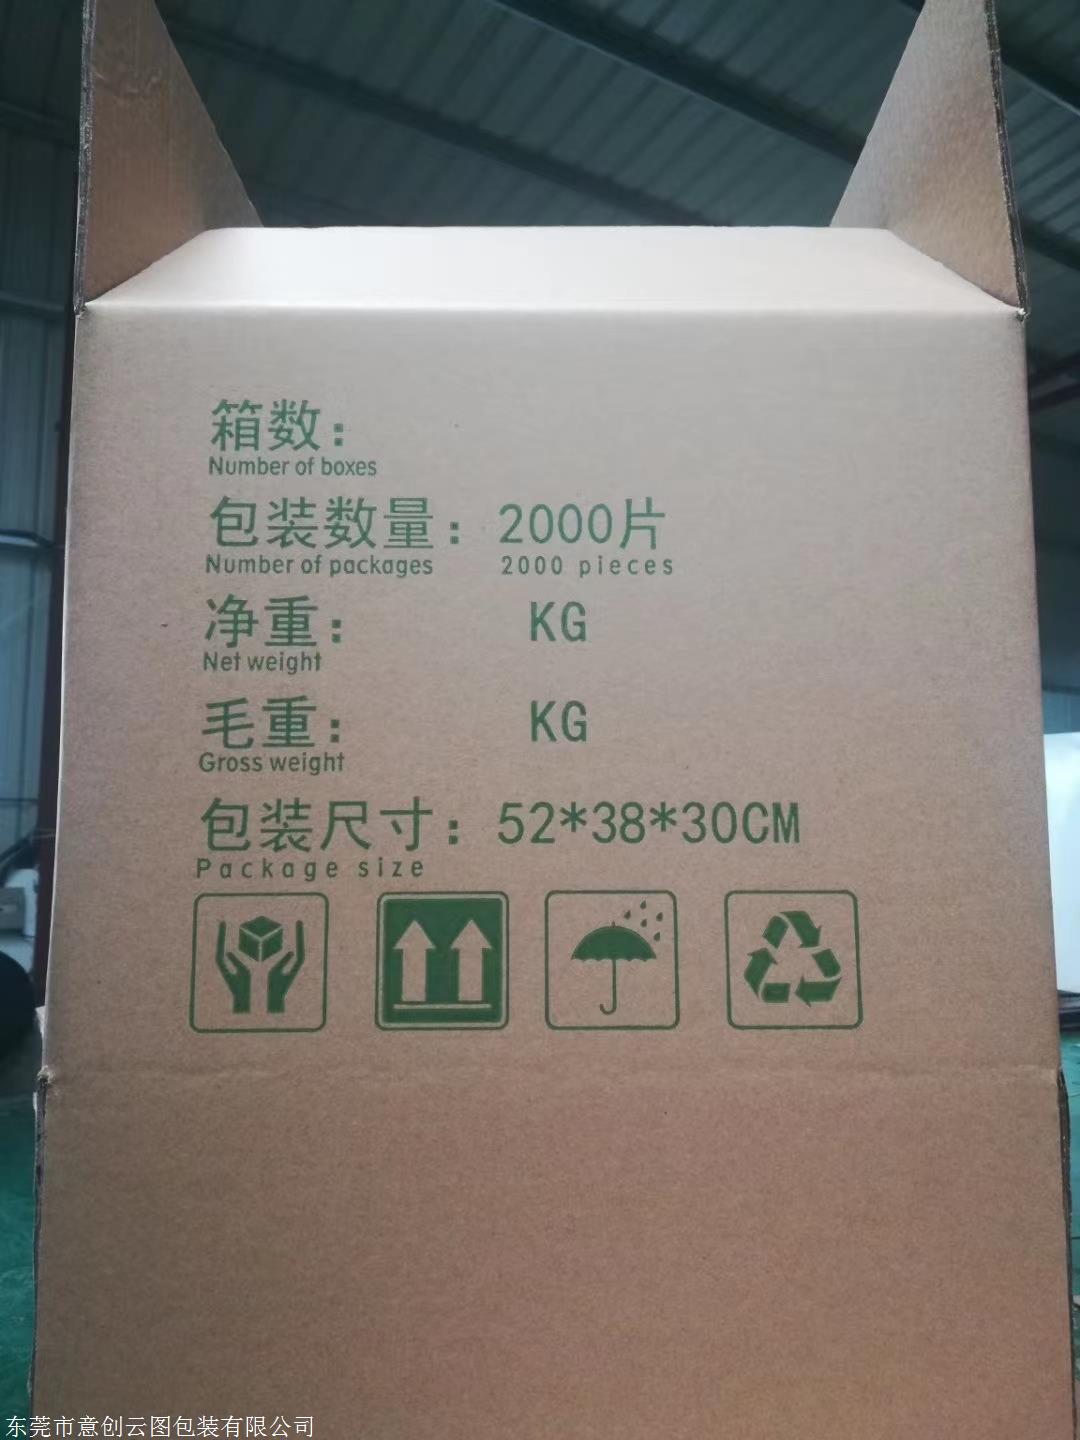 箱数：
Number of boxes
包装数量：2000片
Number of packages 2000 pieces
净重： KG
Net weight
毛重： KG
Gross weight
包装尺寸：52*38*30CM
Package size
东莞市意创云图包装有限公司